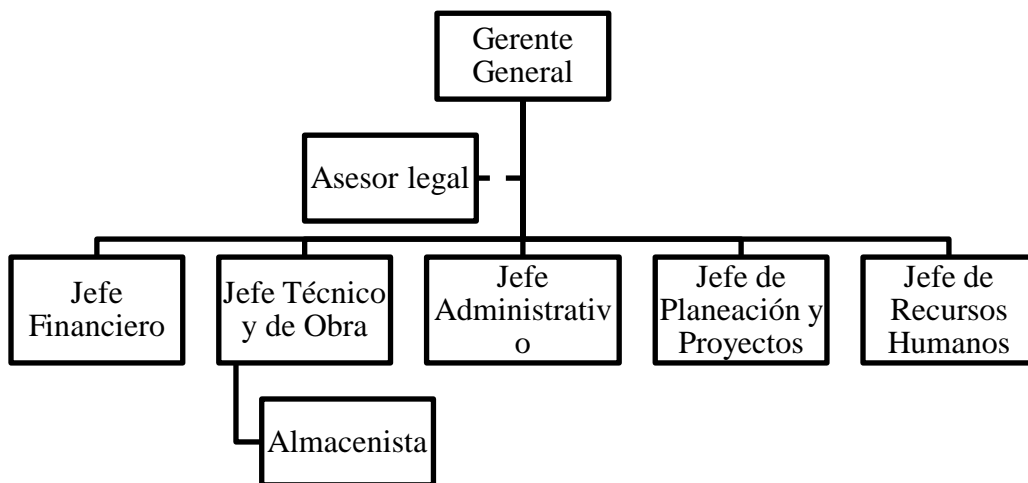 Gerente
General
Asesor legal
Jefe
Financiero
Jefe Técnico
y de Obra
Jefe
Administrativ
o
Jefe de
Planeación y
Proyectos
Jefe de
Recursos
Humanos
Almacenista